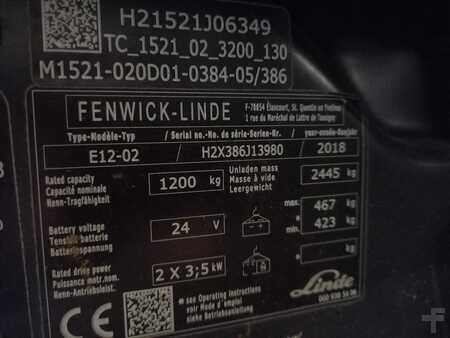 H21521J06349
TC_1521_02_3200_130
M1521-020D01-0384-05/386
FENWICK-LINDE
F-78854 Élancourt, St. Quentin en Yvelines
1 rue du Maréchal de Lattre de Tassigny
Type-Modèle-Typ / Serial no.-No. de série-Serien-Nr. / year-année-Baujahr
E12-02 / H2X386J13980 / 2018
Rated capacity
Capacité nominale
Nenn-Tragfähigkeit
1200 kg
Unladen mass
Masse à vide
Leergewicht
2445 kg
Battery voltage
Tension batterie
Batteriespannung
24 V
max. 467 kg
min. 423 kg
Rated drive power
Puissance motr.nom.
Nenn-Antriebsleist.
2 X 3,5 kW
kg
CE
see Operating instructions
voir Mode d'emploi
siehe Betriebsanleitung
Linde